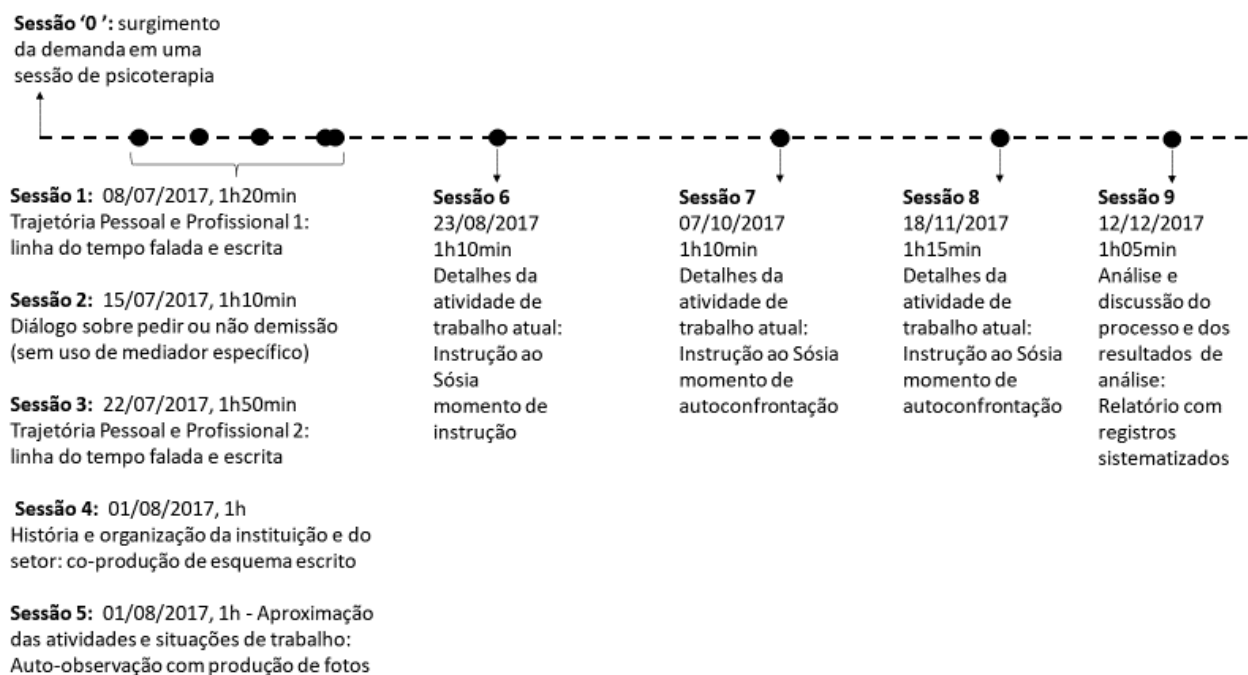 Sessão ‘0 ’: surgimento
da demanda em uma
sessão de psicoterapia
Sessão 1: 08/07/2017, 1h20min
Trajetória Pessoal e Profissional 1:
linha do tempo falada e escrita
Sessão 2: 15/07/2017, 1h10min
Diálogo sobre pedir ou não demissão
(sem uso de mediador específico)
Sessão 3: 22/07/2017, 1h50min
Trajetória Pessoal e Profissional 2:
linha do tempo falada e escrita
Sessão 4: 01/08/2017, 1h
História e organização da instituição e do
setor: co-produção de esquema escrito
Sessão 5: 01/08/2017, 1h - Aproximação
das atividades e situações de trabalho:
Auto-observação com produção de fotos
Sessão 6
23/08/2017
1h10min
Detalhes da
atividade de
trabalho atual:
Instrução ao
Sósia
momento de
instrução
Sessão 7
07/10/2017
1h10min
Detalhes da
atividade de
trabalho atual:
Instrução ao Sósia
momento de
autoconfrontação
Sessão 8
18/11/2017
1h15min
Detalhes da
atividade de
trabalho atual:
Instrução ao Sósia
momento de
autoconfrontação
Sessão 9
12/12/2017
1h05min
Análise e
discussão do
processo e dos
resultados de
análise:
Relatório com
registros
sistematizados